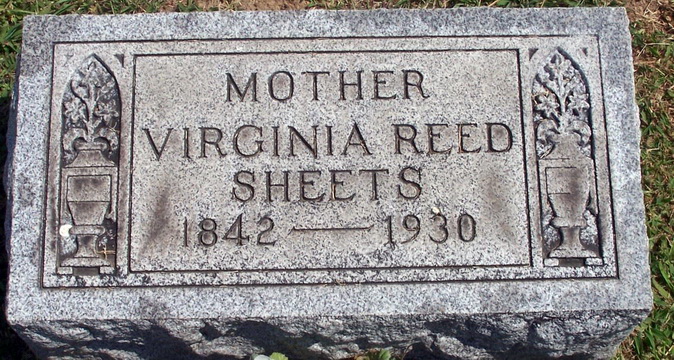 MOTHER
VIRGINIA REED
SHEETS
1842 — 1930